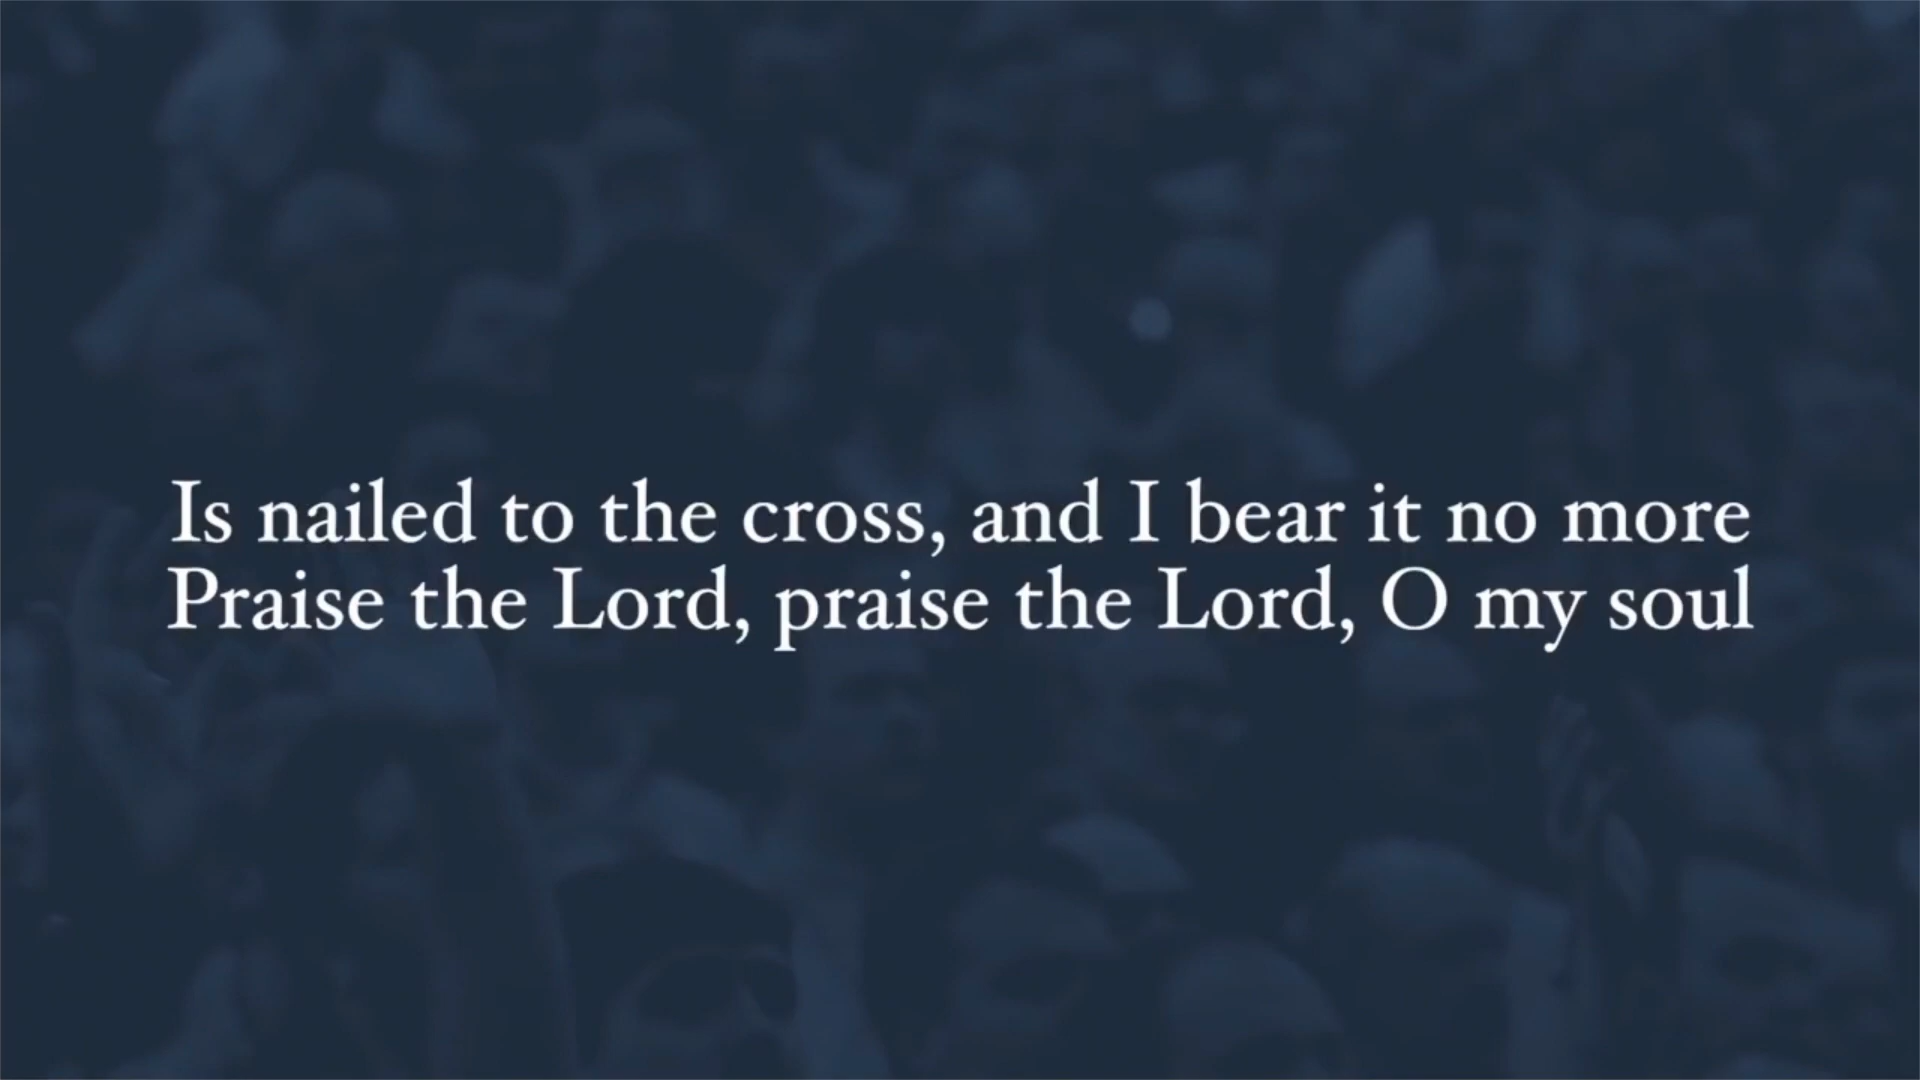 Is nailed to the cross, and I bear it no more
Praise the Lord, praise the Lord, O my soul